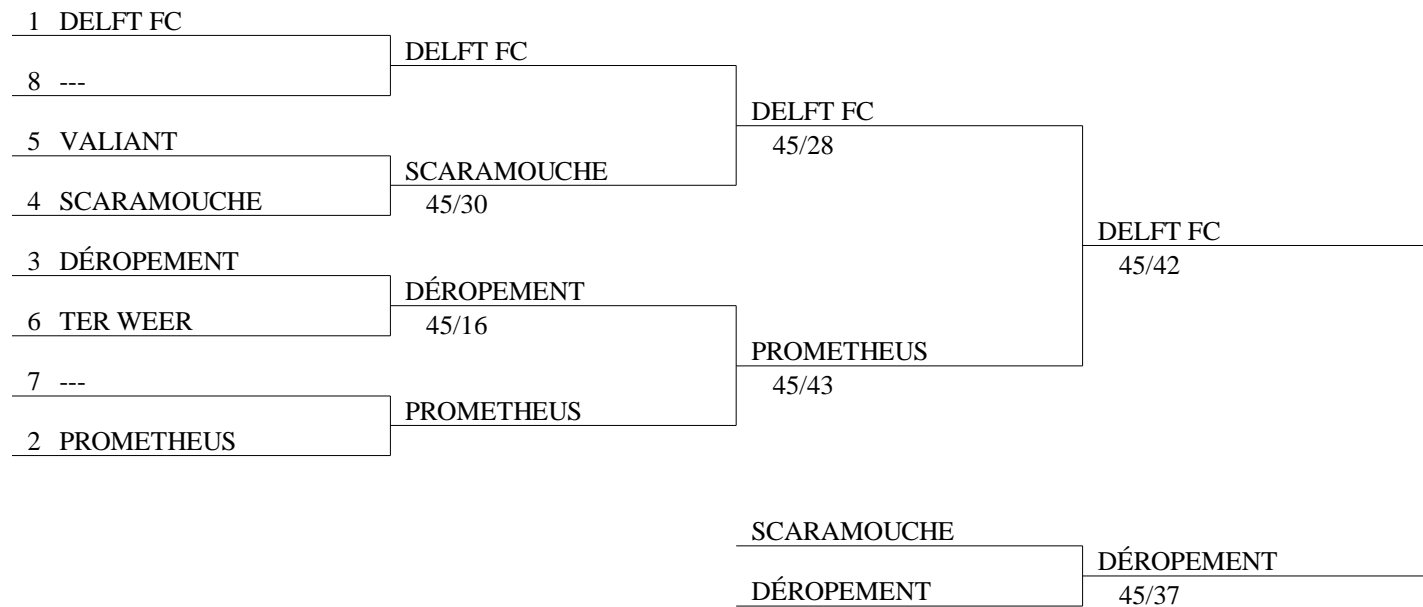 1 DELFT FC
8 ---
5 VALIANT
4 SCARAMOUCHE
3 DÉROPEMENT
6 TER WEER
7 ---
2 PROMETHEUS
DELFT FC
SCARAMOUCHE
45/30
DÉROPEMENT
45/16
PROMETHEUS
DELFT FC
45/28
PROMETHEUS
45/43
DELFT FC
45/42
SCARAMOUCHE
DÉROPEMENT
DÉROPEMENT
45/37